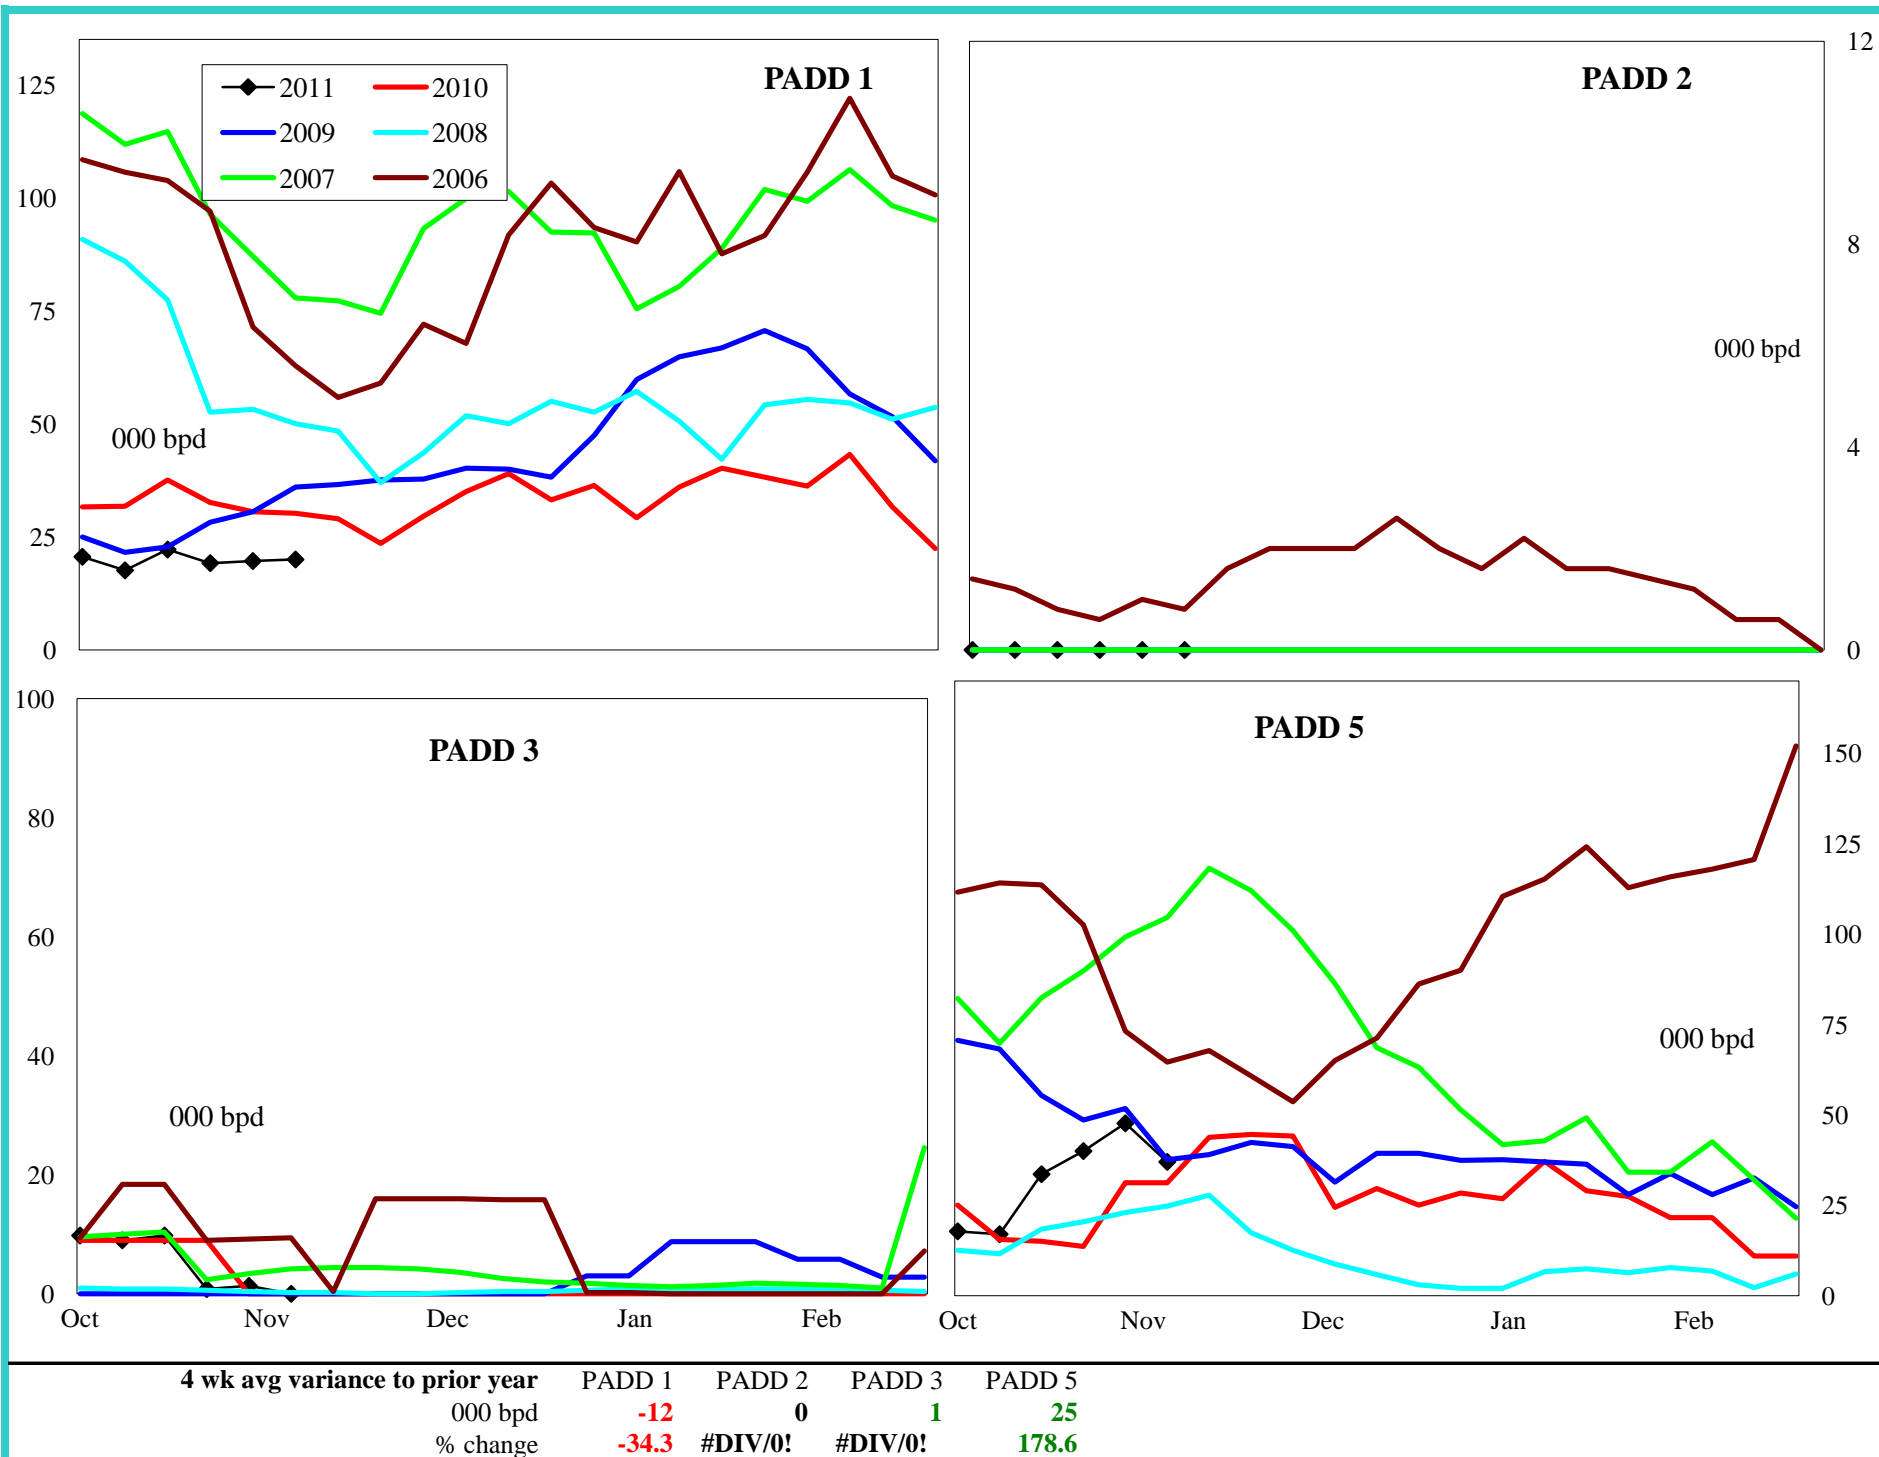 PADD 1
125
100
75
50
25
0
2011 2010
2009 2008
2007 2006
000 bpd
PADD 2
12
8
4
0
000 bpd
PADD 3
100
80
60
40
20
0
000 bpd
Oct Nov Dec Jan Feb
PADD 5
150
125
100
75
50
25
0
000 bpd
Oct Nov Dec Jan Feb
4 wk avg variance to prior year PADD 1 PADD 2 PADD 3 PADD 5
000 bpd -12 0 1 25
% change -34.3 #DIV/0! #DIV/0! 178.6